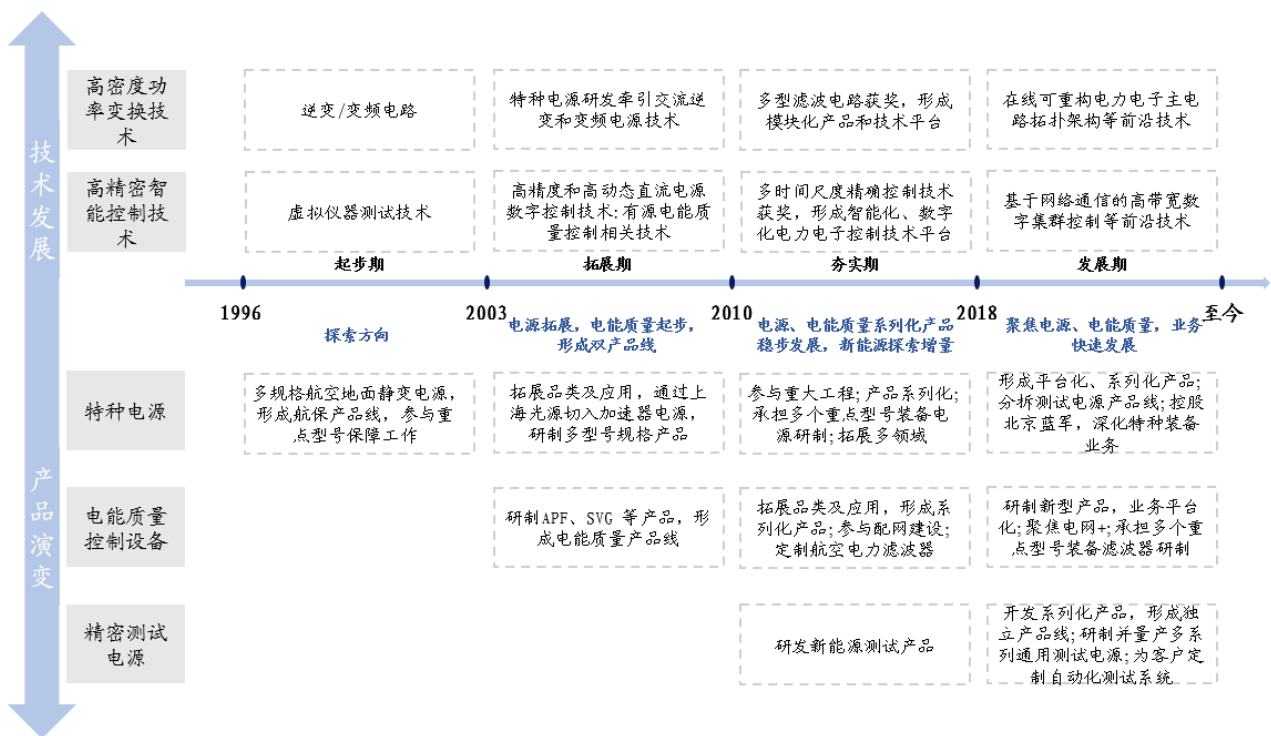 技术发展
高密度功
率变换技
术
逆变/变频电路
特种电源研发牵引交流逆
变和变频电源技术
多型滤波电路获奖，形成
模块化产品和技术平台
在线可重构电力电子主电
路拓扑架构等前沿技术
高精密智
能控制技
术
虚拟仪器测试技术
高精度和高动态直流电源
数字控制技术；有源电能质
量控制相关技术
多时间尺度精确控制技术
获奖，形成智能化、数字
化电力电子控制技术平台
基于网络通信的高带宽数
字集群控制等前沿技术
起步期
拓展期
夯实期
发展期
1996
2003
2010
2018
至今
探索方向
电源拓展，电能质量起步，
形成双产品线
电源、电能质量系列化产品
稳步发展，新能源探索增量
聚焦电源、电能质量，业务
快速发展
产品演变
特种电源
多规格航空地面静变电源，
形成航保产品线，参与重
点型号保障工作
拓展品类及应用，通过上
海光源切入加速器电源，
研制多型号规格产品
参与重大工程；产品系列化；
承担多个重点型号装备电
源研制；拓展多领域
形成平台化、系列化产品；
分拆测试电源产品线；控股
北京蓝军，深化特种装备
业务
电能质量
控制设备
研制APF、SVG 等产品，形
成电能质量产品线
拓展品类及应用，形成系
列化产品；参与配网建设；
定制航空电力滤波器
研制新型产品，业务平台
化；聚焦电网+；承担多个重
点型号装备滤波器研制
精密测试
电源
研发新能源测试产品
开发系列化产品，形成独
立产品线；研制并量产多系
列通用测试电源；为客户定
制自动化测试系统